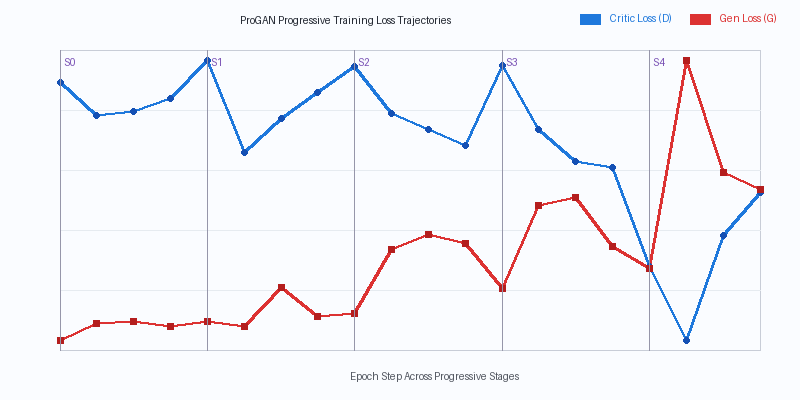 ProGAN Progressive Training Loss Trajectories
Critic Loss (D)
Gen Loss (G)
S0
S1
S2
S3
S4
Epoch Step Across Progressive Stages